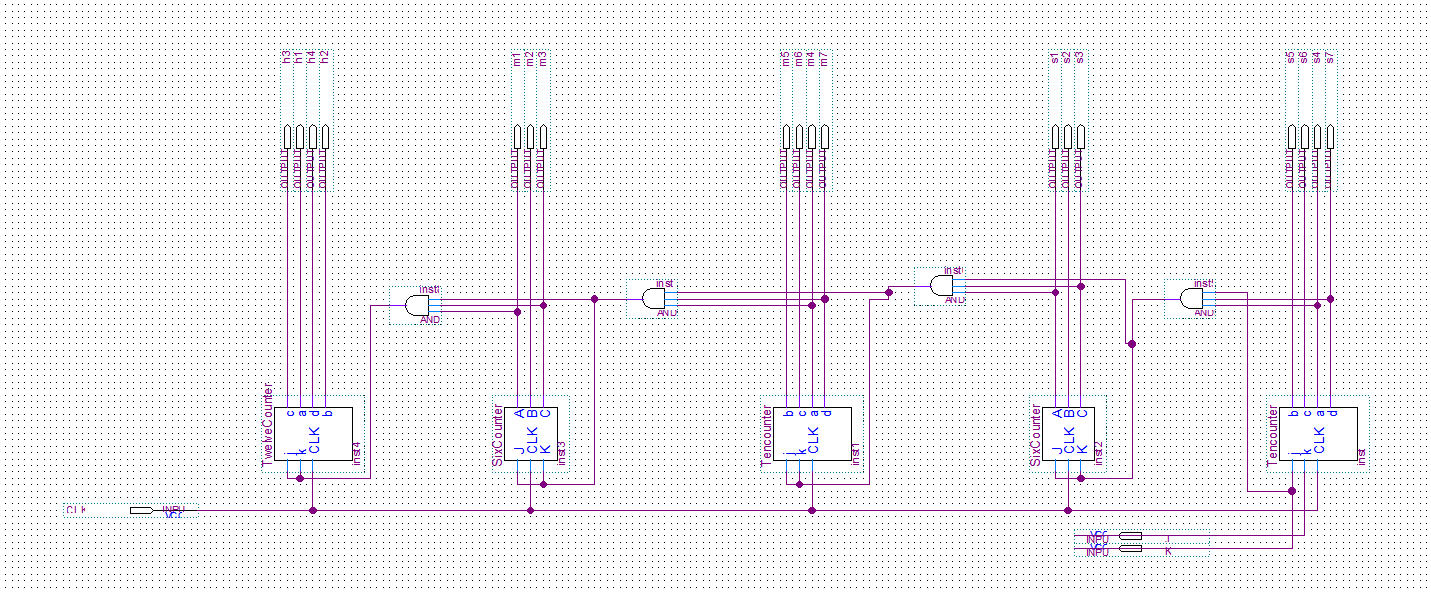 h3 h1 h4 h2
m1 m2 m3
m5 m6 m4 m7
s1 s2 s3
s5 s6 s4 s7
OUTPUT OUTPUT OUTPUT OUTPUT
OUTPUT OUTPUT OUTPUT
OUTPUT OUTPUT OUTPUT OUTPUT
OUTPUT OUTPUT OUTPUT
OUTPUT OUTPUT OUTPUT OUTPUT
inst
AND
inst
AND
inst
AND
inst
AND
TwelveCounter
c a d b
CLK
j k
inst4
SixCounter
A B C
J CLK K
inst3
Tencounter
b c a d
CLK
j k
inst1
SixCounter
A B C
J CLK K
inst2
Tencounter
b c a d
CLK
j k
inst
CLK
INPU
VCC
VCC
INPU
J
VCC
INPU
K